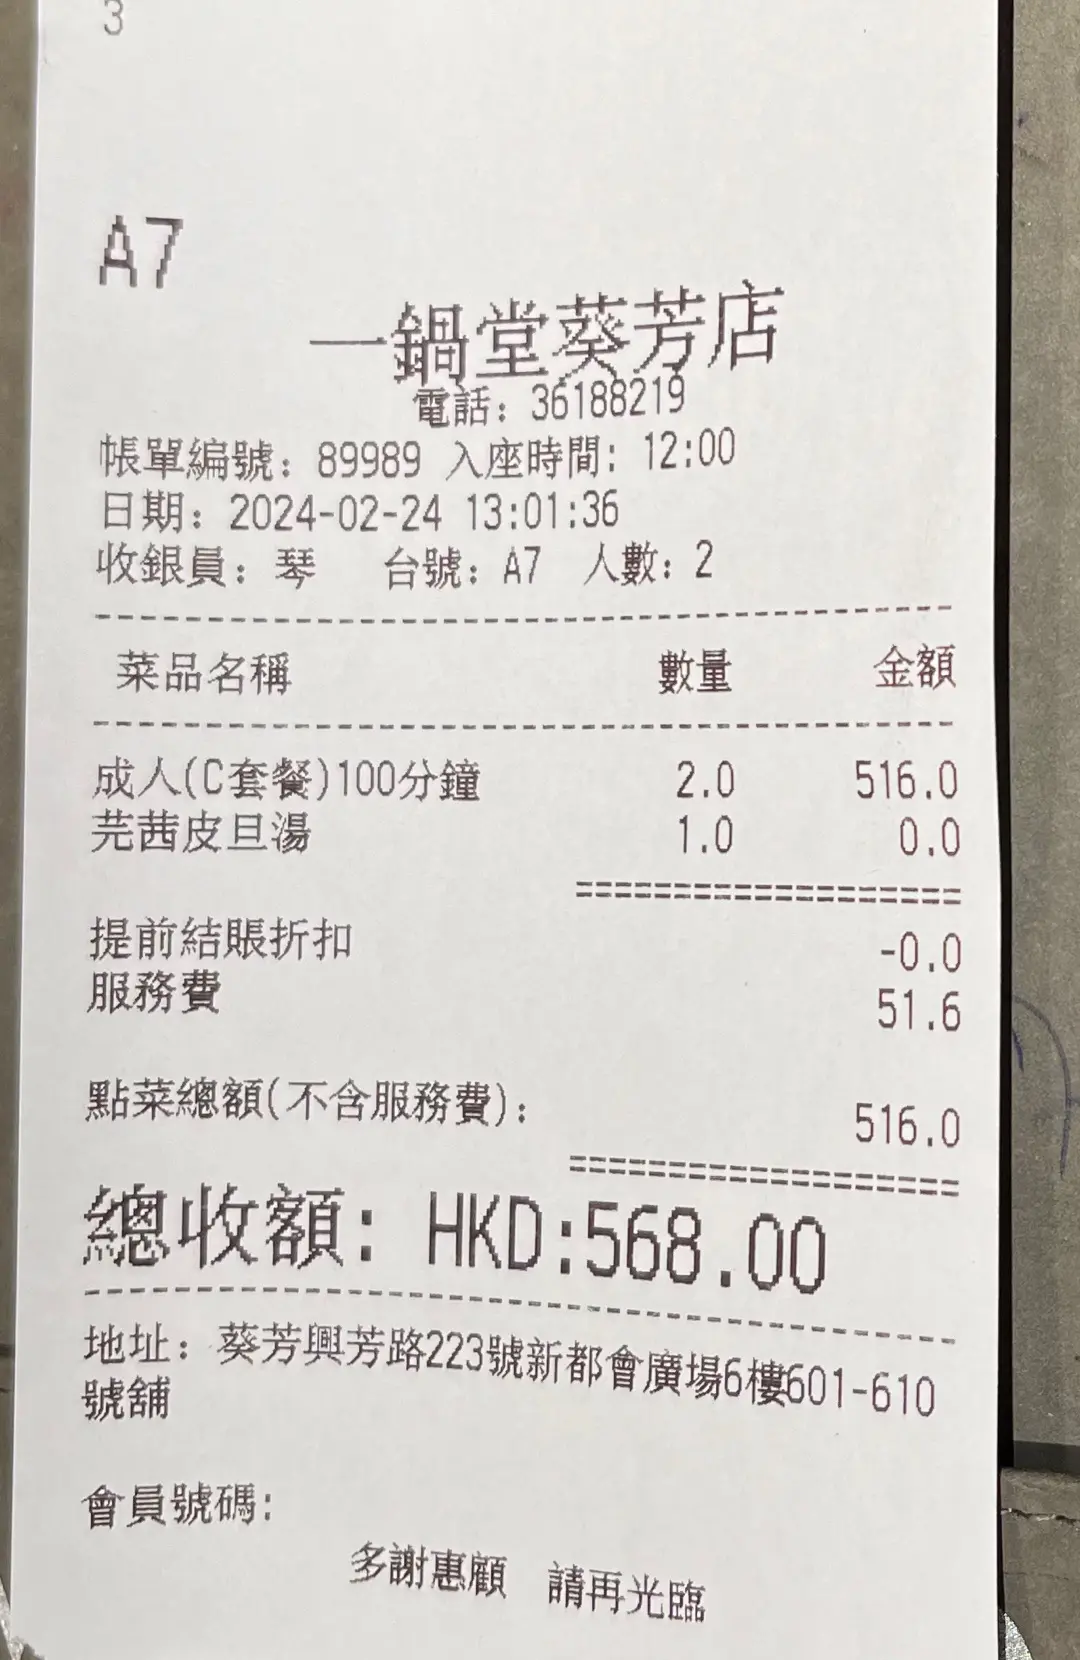 3
A7
一鍋堂葵芳店
電話: 36188219
帳單編號: 89989 入座時間: 12:00
日期: 2024-02-24 13:01:36
收銀員: 琴 台號: A7 人數: 2
菜品名稱 數量 金額
成人(C套餐)100分鐘 2.0 516.0
芫茜皮旦湯 1.0 0.0
提前結賬折扣 -0.0
服務費 51.6
點菜總額(不含服務費): 516.0
總收額: HKD:568.00
地址: 葵芳興芳路223號新都會廣場6樓601-610
號舖
會員號碼:
多謝惠顧 請再光臨